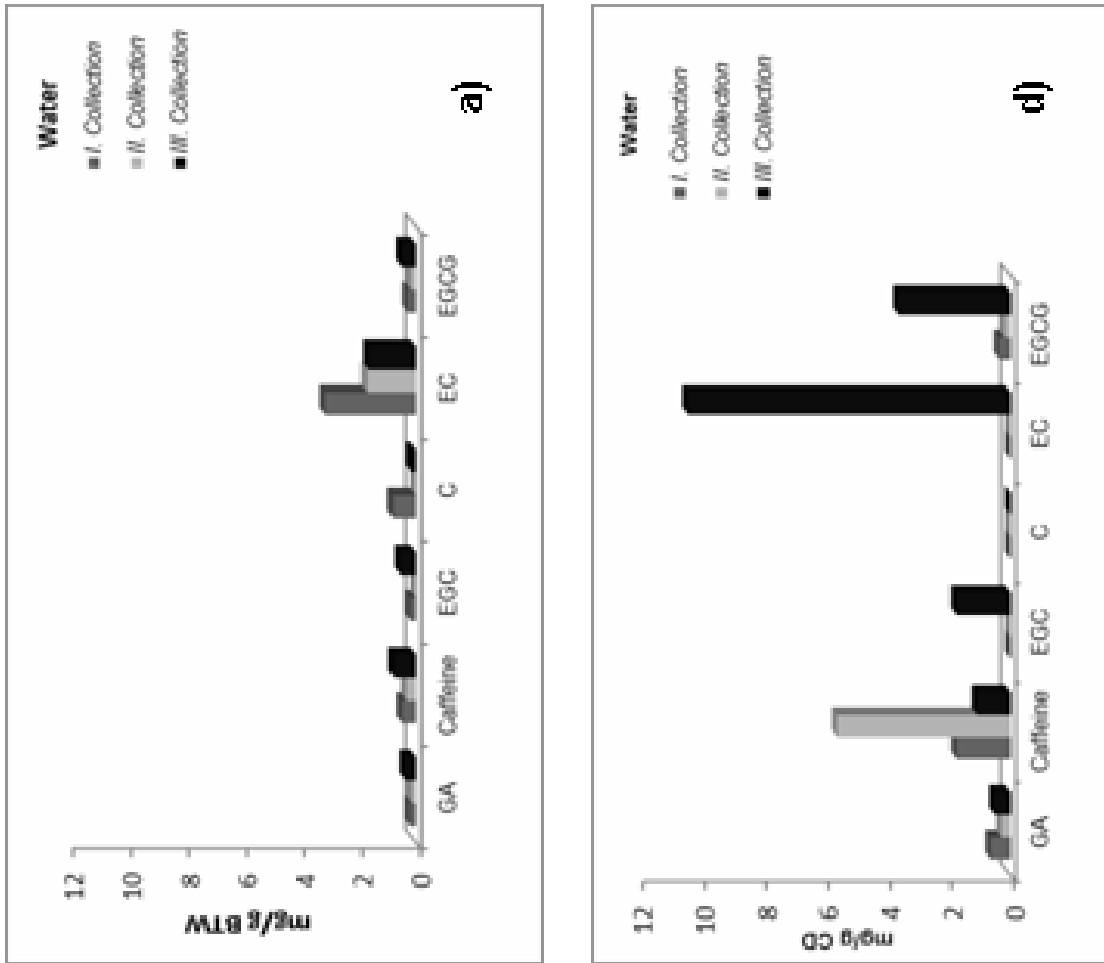 Water
I. Collection
II. Collection
III. Collection
a)
12
10
8
6
4
2
0
mg/g BTW
GA
Caffeine
EGC
C
EC
EGCG
Water
I. Collection
II. Collection
III. Collection
d)
12
10
8
6
4
2
0
mg/g CD
GA
Caffeine
EGC
C
EC
EGCG